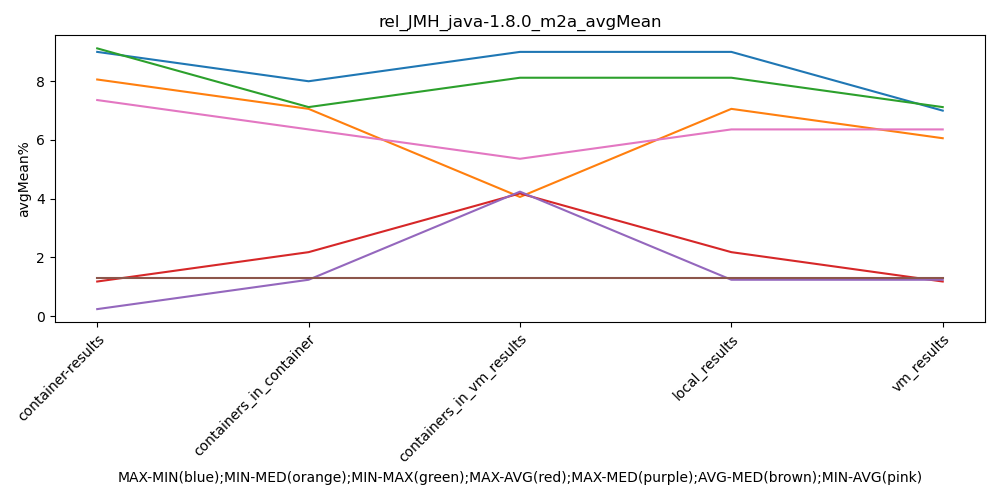 rel_JMH_java-1.8.0_m2a_avgMean
avgMean%
8
6
4
2
0
container-results
containers_in_container
containers_in_vm_results
local_results
vm_results
MAX-MIN(blue);MIN-MED(orange);MIN-MAX(green);MAX-AVG(red);MAX-MED(purple);AVG-MED(brown);MIN-AVG(pink)